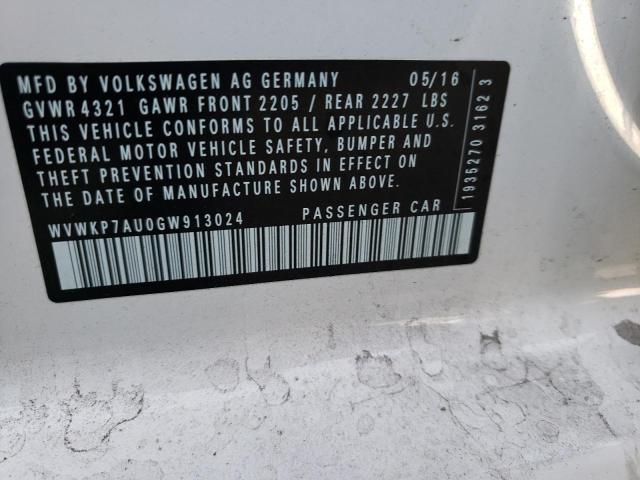 MFD BY VOLKSWAGEN AG GERMANY 05/16
GVWR 4321 GAWR FRONT 2205 / REAR 2227 LBS
THIS VEHICLE CONFORMS TO ALL APPLICABLE U.S.
FEDERAL MOTOR VEHICLE SAFETY, BUMPER AND
THEFT PREVENTION STANDARDS IN EFFECT ON
THE DATE OF MANUFACTURE SHOWN ABOVE.
WVWKP7AU0GW913024 PASSENGER CAR
1935270 3162 3